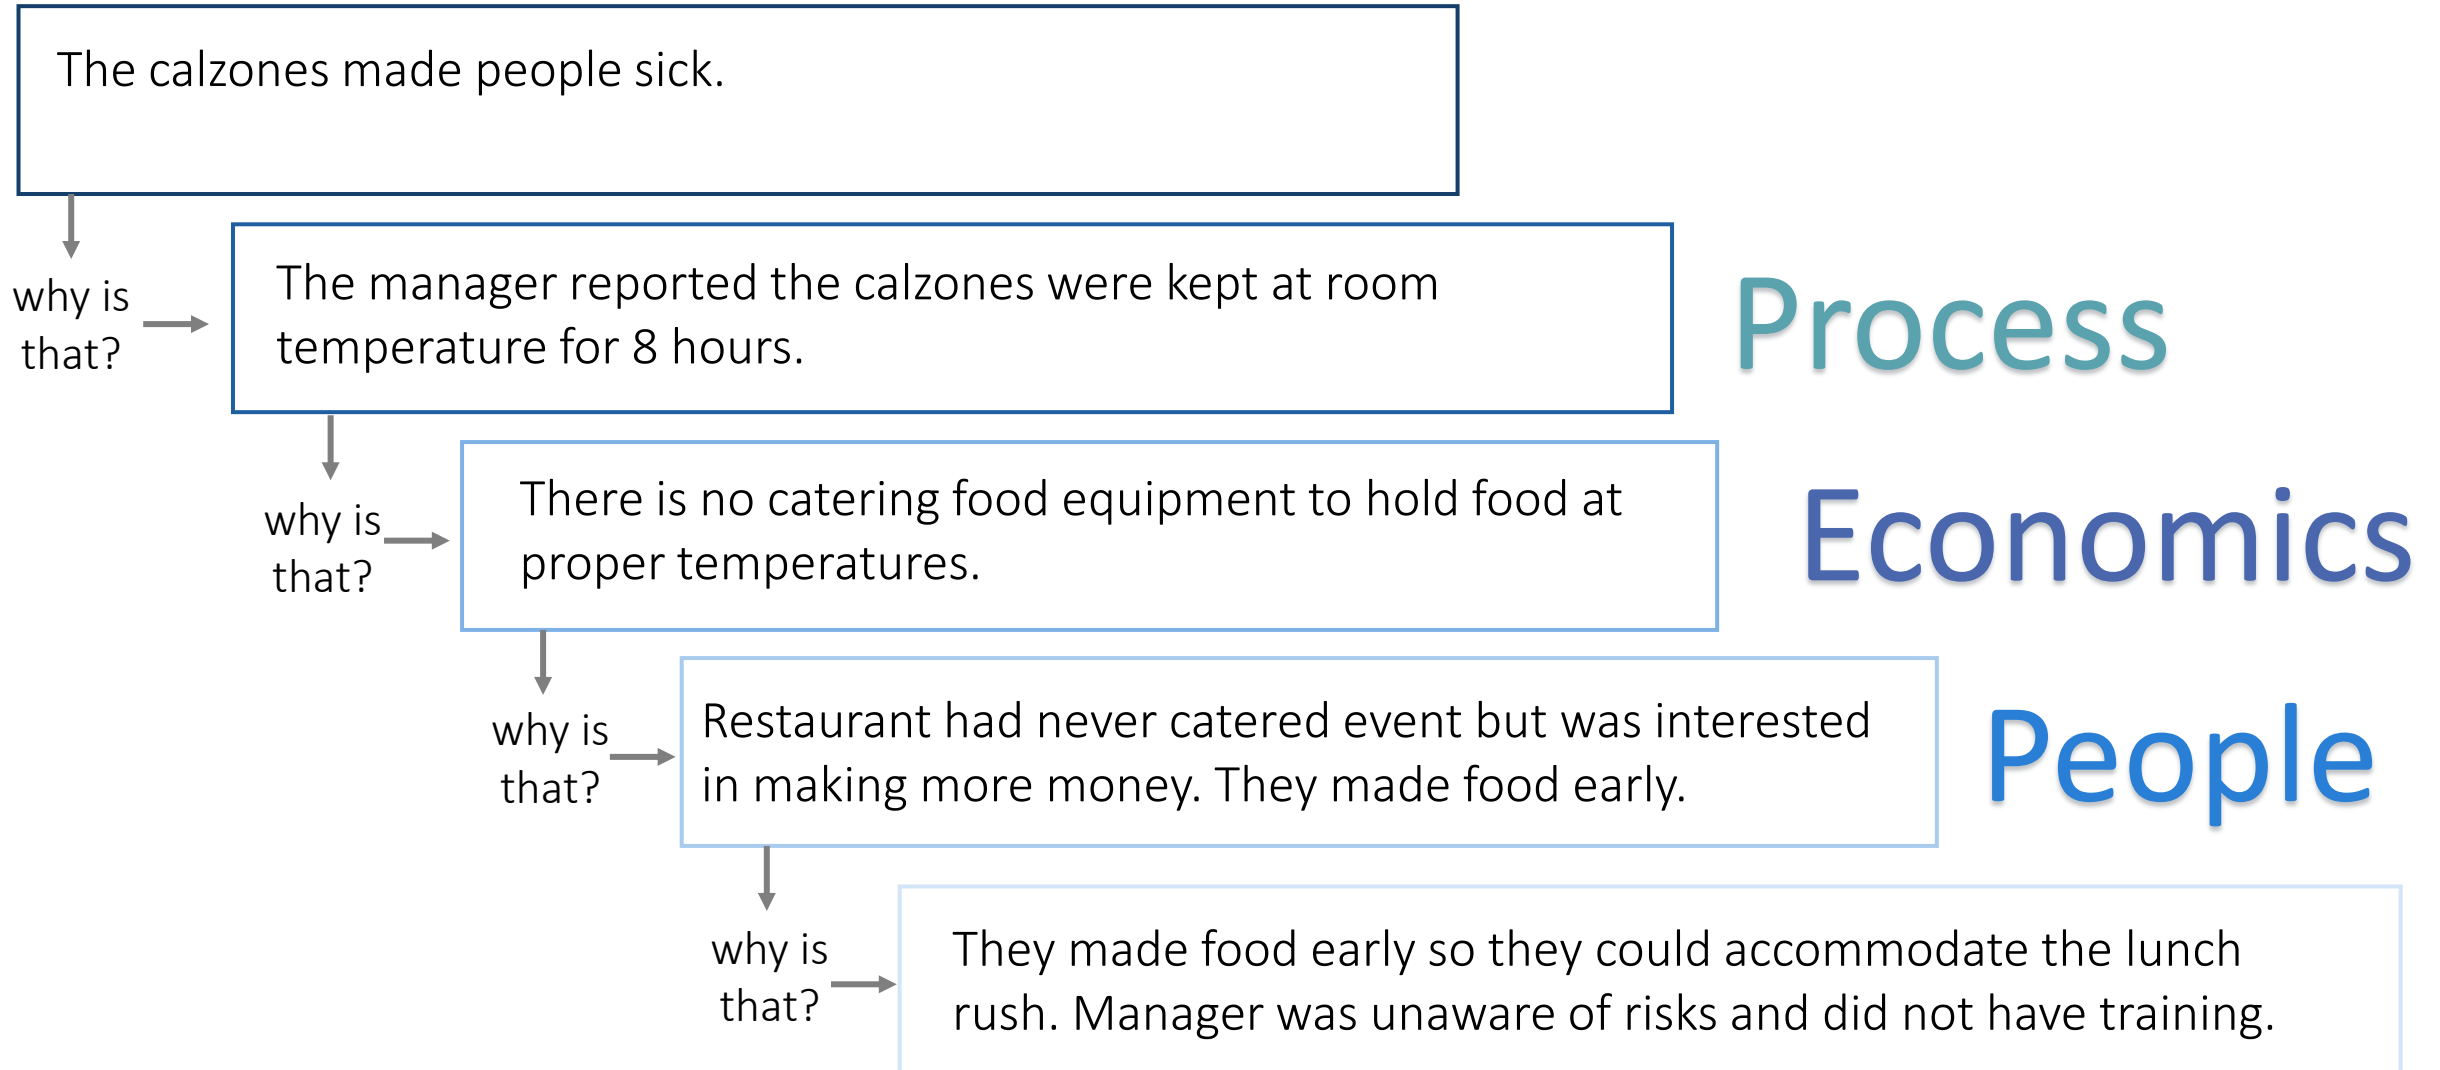 The calzones made people sick.
why is
that?
The manager reported the calzones were kept at room
temperature for 8 hours.
Process
why is
that?
There is no catering food equipment to hold food at
proper temperatures.
Economics
why is
that?
Restaurant had never catered event but was interested
in making more money. They made food early.
People
why is
that?
They made food early so they could accommodate the lunch
rush. Manager was unaware of risks and did not have training.